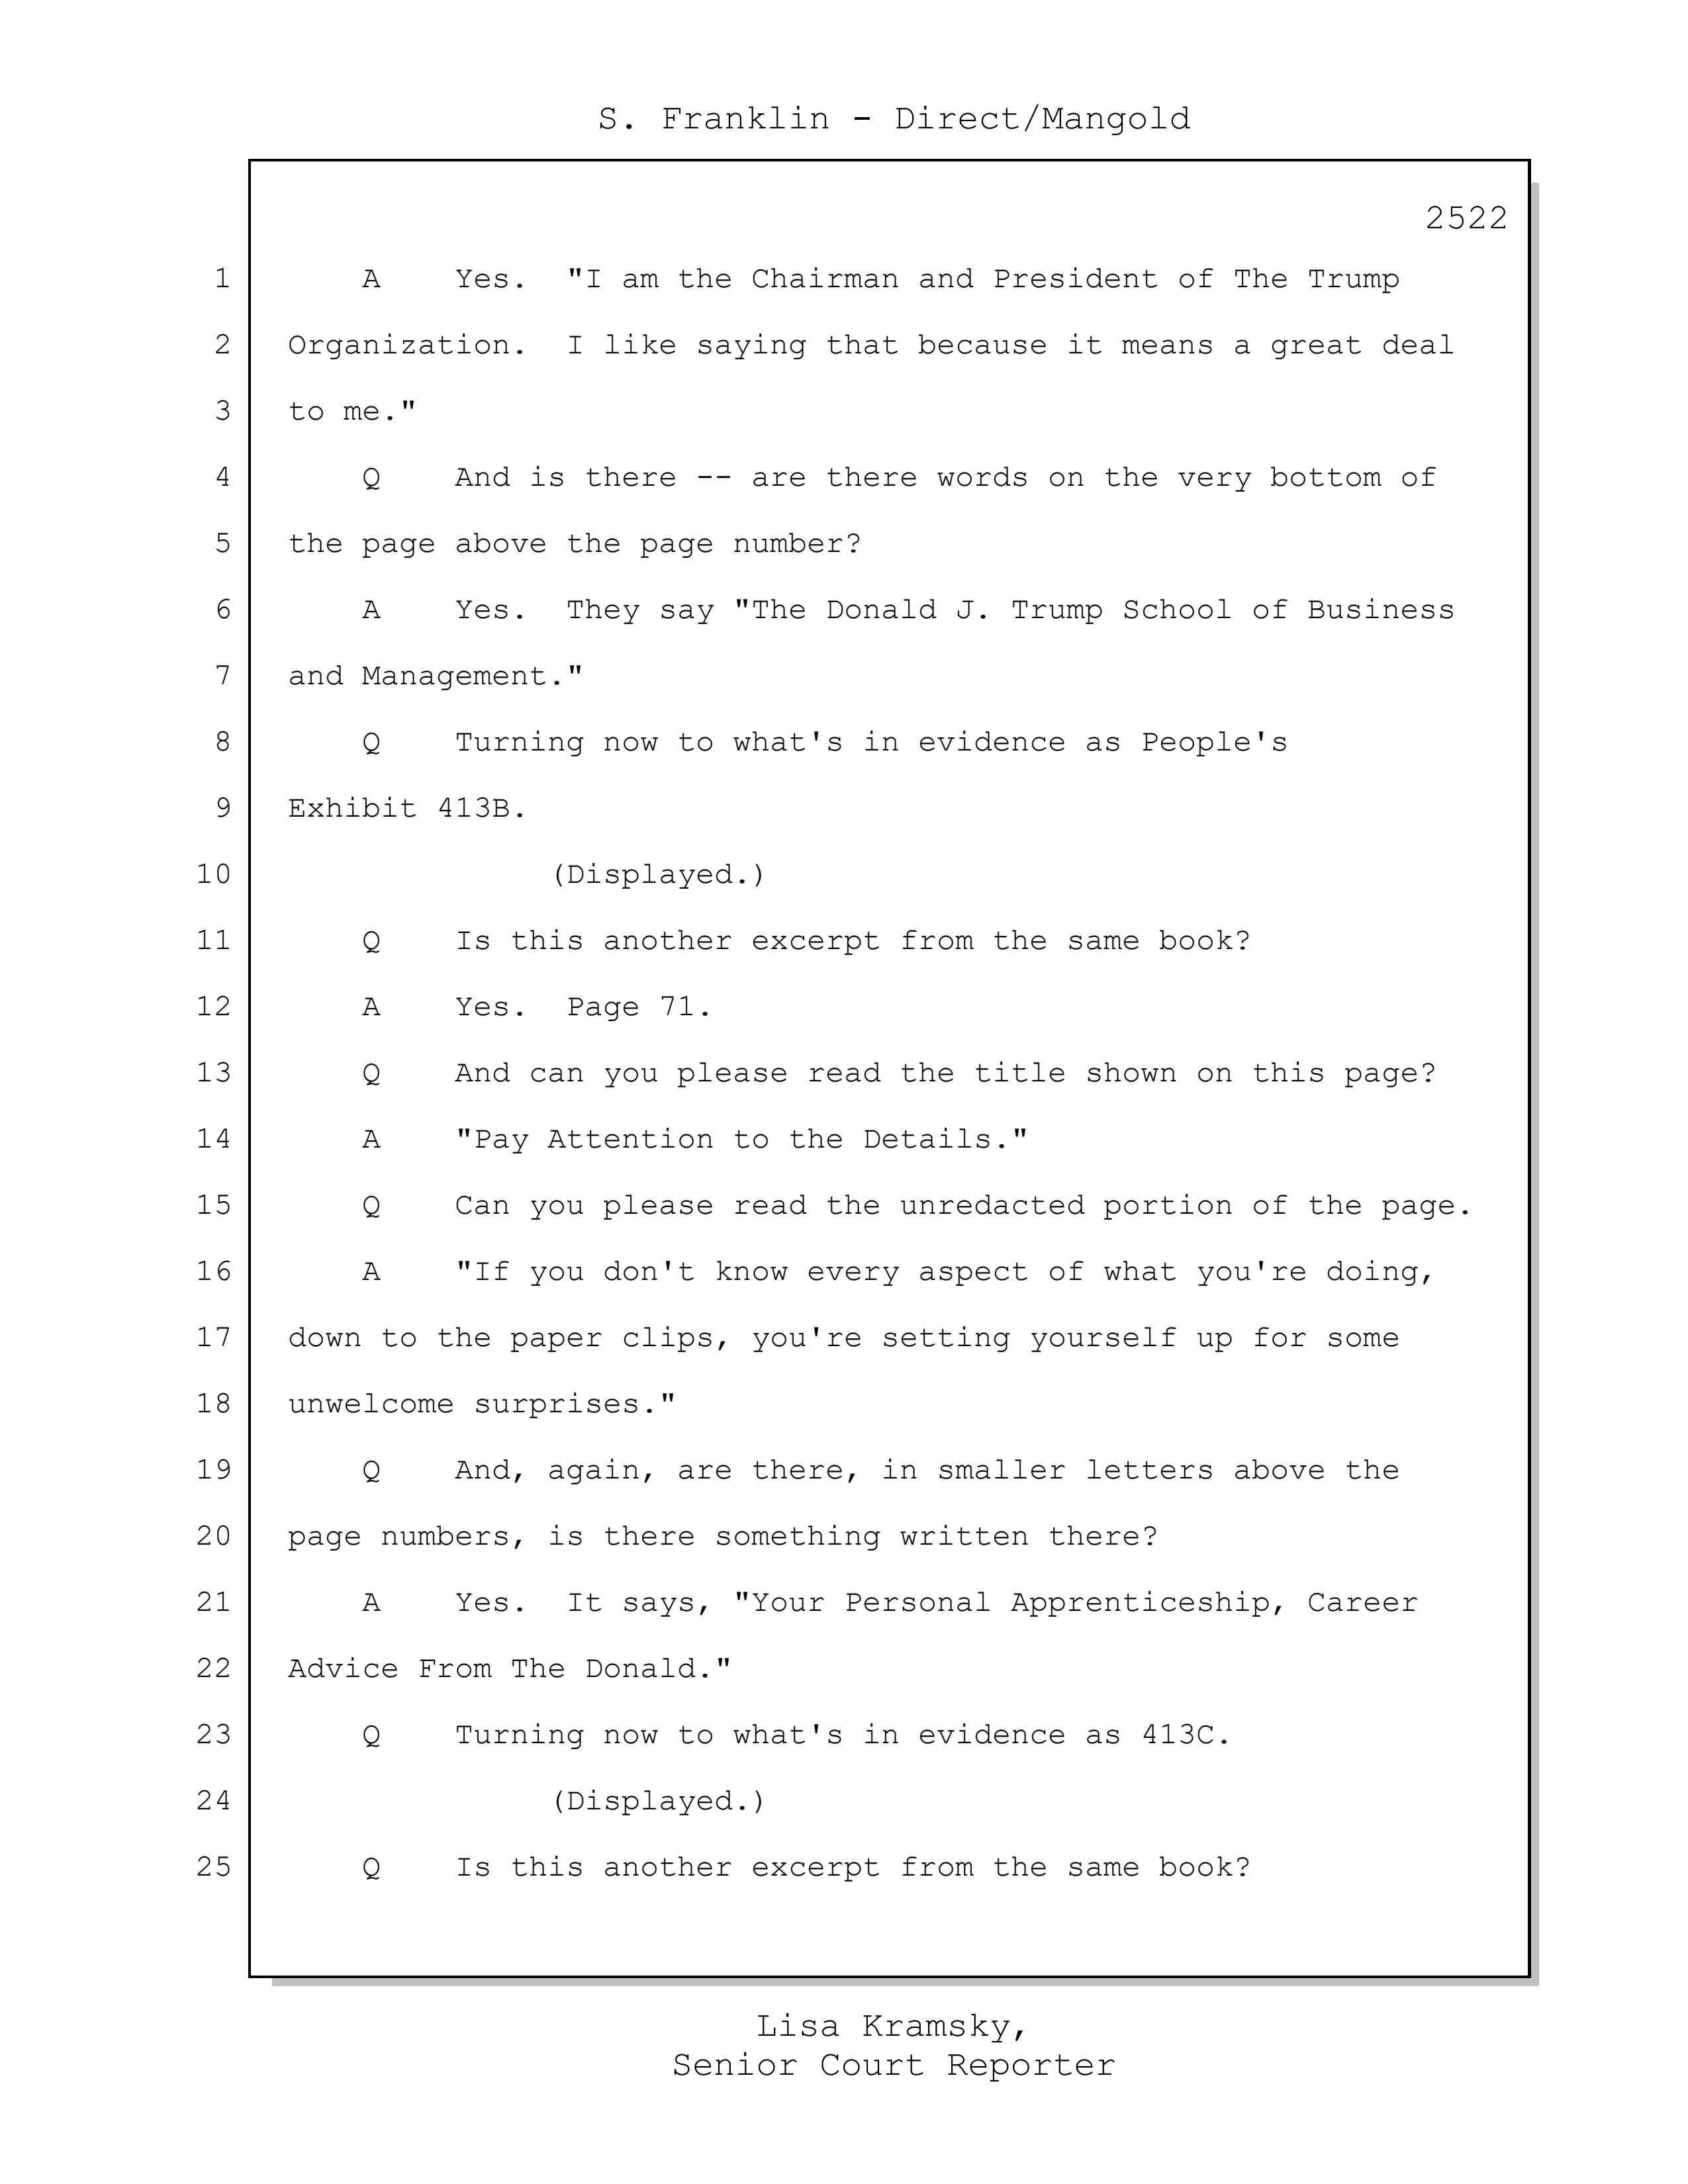 S. Franklin - Direct/Mangold
2522
1 A Yes. "I am the Chairman and President of The Trump
2 Organization. I like saying that because it means a great deal
3 to me."
4 Q And is there -- are there words on the very bottom of
5 the page above the page number?
6 A Yes. They say "The Donald J. Trump School of Business
7 and Management."
8 Q Turning now to what's in evidence as People's
9 Exhibit 413B.
10 (Displayed.)
11 Q Is this another excerpt from the same book?
12 A Yes. Page 71.
13 Q And can you please read the title shown on this page?
14 A "Pay Attention to the Details."
15 Q Can you please read the unredacted portion of the page.
16 A "If you don't know every aspect of what you're doing,
17 down to the paper clips, you're setting yourself up for some
18 unwelcome surprises."
19 Q And, again, are there, in smaller letters above the
20 page numbers, is there something written there?
21 A Yes. It says, "Your Personal Apprenticeship, Career
22 Advice From The Donald."
23 Q Turning now to what's in evidence as 413C.
24 (Displayed.)
25 Q Is this another excerpt from the same book?
Lisa Kramsky,
Senior Court Reporter